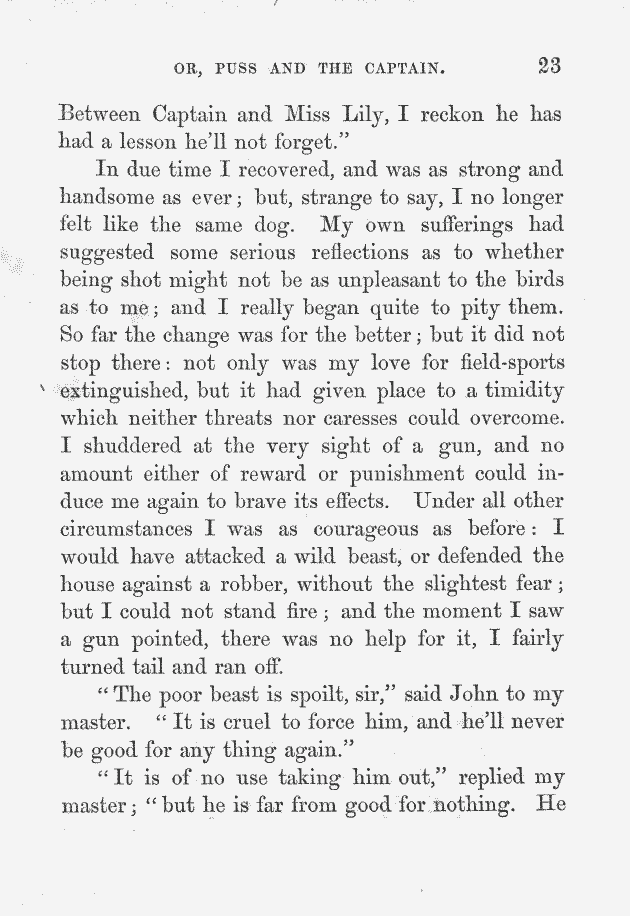 OR, PUSS AND THE CAPTAIN. 23
Between Captain and Miss Lily, I reckon he has
had a lesson he'll not forget."
In due time I recovered, and was as strong and
handsome as ever; but, strange to say, I no longer
felt like the same dog. My own sufferings had
suggested some serious reflections as to whether
being shot might not be as unpleasant to the birds
as to me; and I really began quite to pity them.
So far the change was for the better; but it did not
stop there: not only was my love for field-sports
extinguished, but it had given place to a timidity
which neither threats nor caresses could overcome.
I shuddered at the very sight of a gun, and no
amount either of reward or punishment could in-
duce me again to brave its effects. Under all other
circumstances I was as courageous as before: I
would have attacked a wild beast, or defended the
house against a robber, without the slightest fear;
but I could not stand fire; and the moment I saw
a gun pointed, there was no help for it, I fairly
turned tail and ran off.
"The poor beast is spoilt, sir," said John to my
master. "It is cruel to force him, and he'll never
be good for any thing again."
"It is of no use taking him out," replied my
master; "but he is far from good for nothing. He